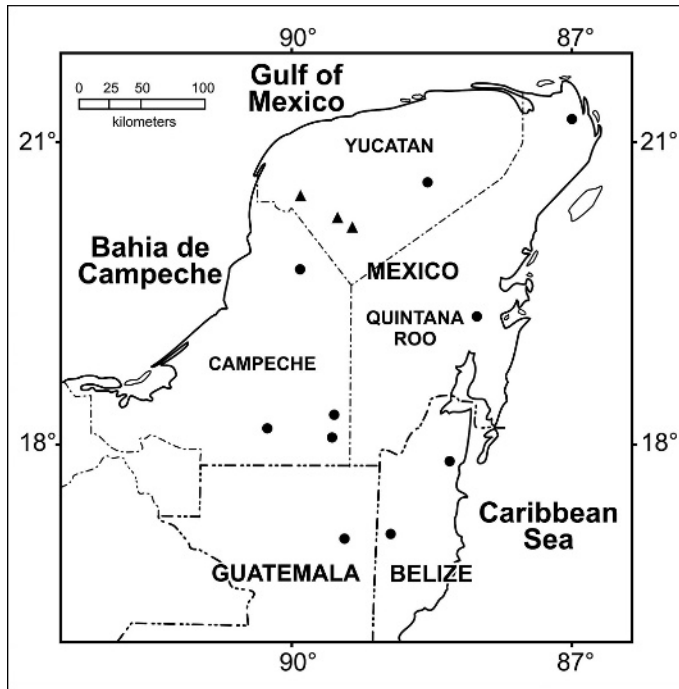 90°
87°
Gulf of
Mexico
0 25 50 100
kilometers
21°
21°
YUCATAN
Bahia de
Campeche
MEXICO
QUINTANA
ROO
CAMPECHE
18°
18°
Caribbean
Sea
GUATEMALA
BELIZE
90°
87°